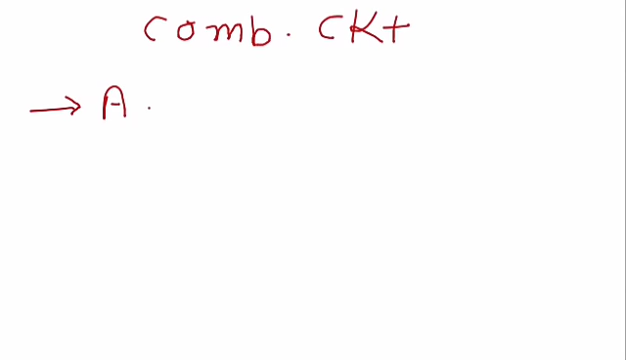 Comb. CKt
→ A .